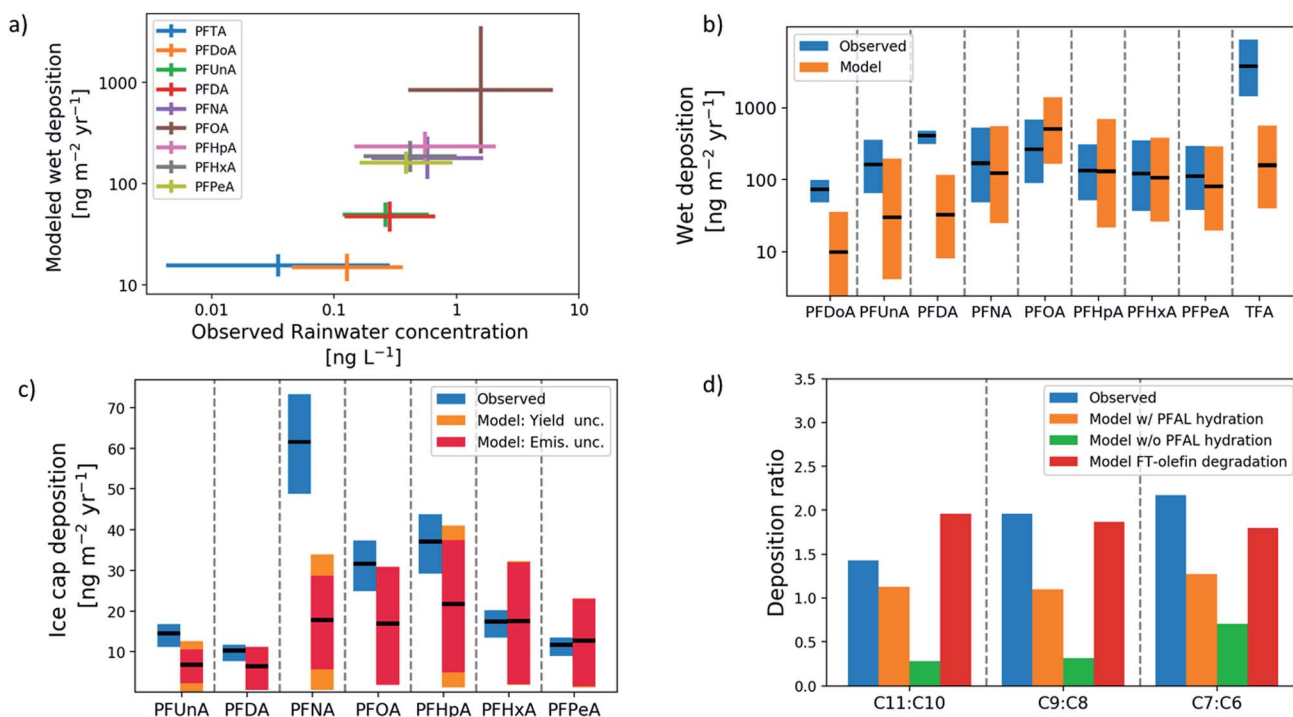 a)
Modeled wet deposition
[ng m⁻² yr⁻¹]
1000
100
10
PFTA
PFDoA
PFUnA
PFDA
PFNA
PFOA
PFHpA
PFHxA
PFPeA
0.01 0.1 1 10
Observed Rainwater concentration
[ng L⁻¹]
b)
Wet deposition
[ng m⁻² yr⁻¹]
1000
100
10
Observed
Model
PFDoA PFUnA PFDA PFNA PFOA PFHpA PFHxA PFPeA TFA
c)
Ice cap deposition
[ng m⁻² yr⁻¹]
70
60
50
40
30
20
10
Observed
Model: Yield unc.
Model: Emis. unc.
PFUnA PFDA PFNA PFOA PFHpA PFHxA PFPeA
d)
Deposition ratio
3.5
3.0
2.5
2.0
1.5
1.0
0.5
0.0
Observed
Model w/ PFAL hydration
Model w/o PFAL hydration
Model FT-olefin degradation
C11:C10 C9:C8 C7:C6